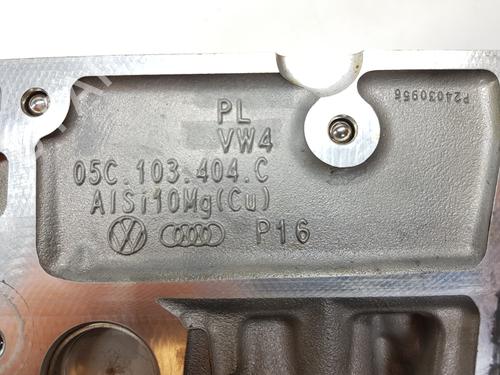 PL
VW4
05C.103.404.C
AlSi10Mg(Cu)
P16
P24030956